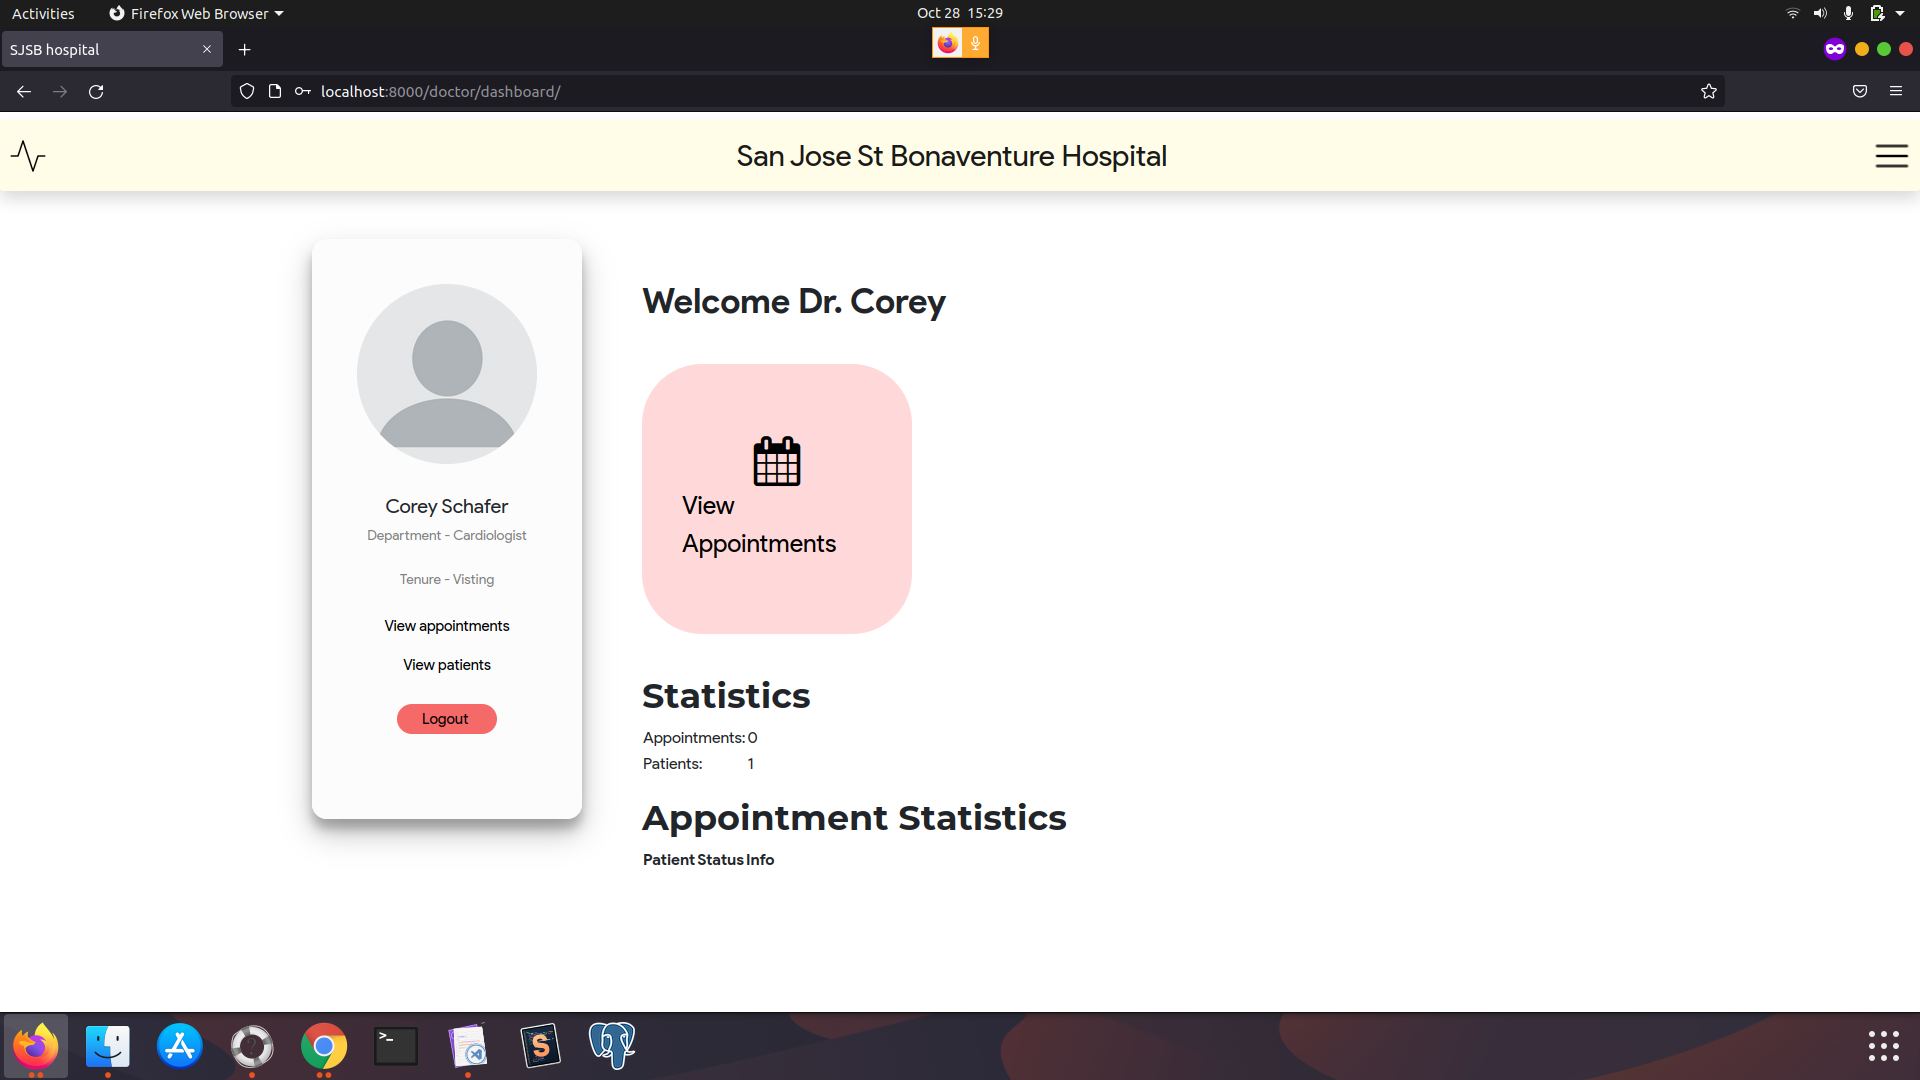 Activities
Firefox Web Browser
Oct 28 15:29
SJSB hospital
localhost:8000/doctor/dashboard/
San Jose St Bonaventure Hospital
Corey Schafer
Department - Cardiologist
Tenure - Visting
View appointments
View patients
Logout
Welcome Dr. Corey
View
Appointments
Statistics
Appointments: 0
Patients: 1
Appointment Statistics
Patient Status Info